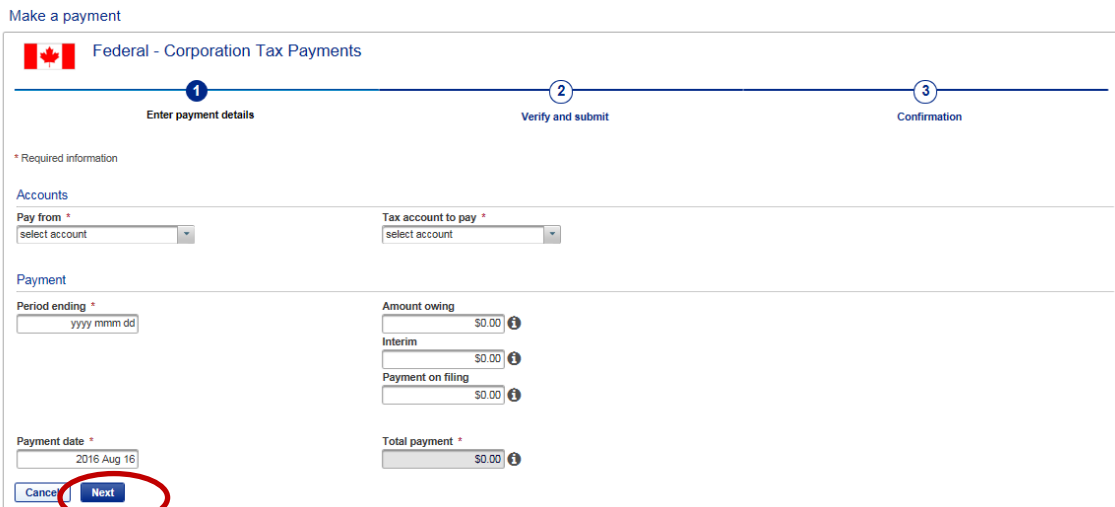 Make a payment
Federal - Corporation Tax Payments
1 2 3
Enter payment details Verify and submit Confirmation
* Required information
Accounts
Pay from * Tax account to pay *
select account select account
Payment
Period ending * Amount owing
yyyy mmm dd $0.00
Interim
$0.00
Payment on filing
$0.00
Payment date * Total payment *
2016 Aug 16 $0.00
Cancel Next